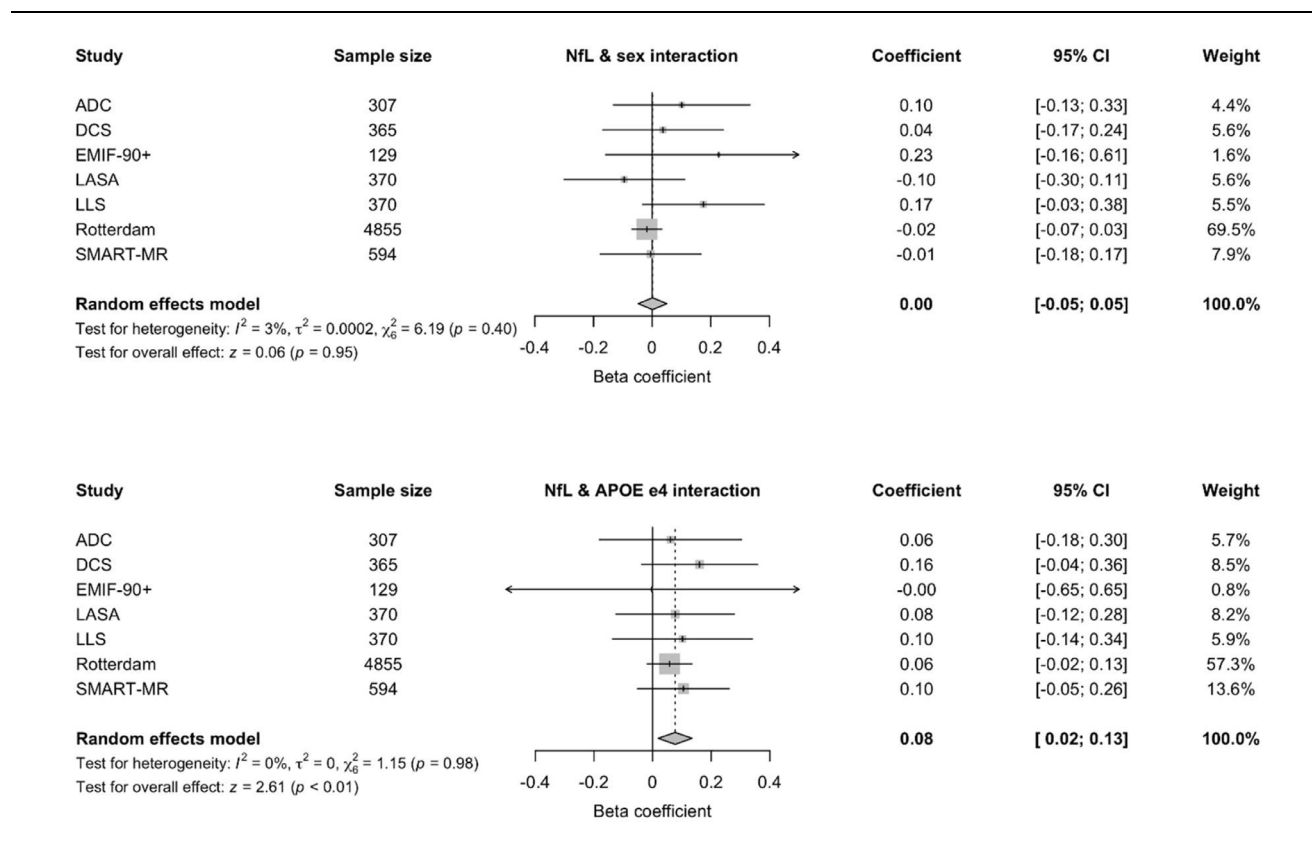 Study Sample size NfL & sex interaction Coefficient 95% CI Weight
ADC 307 0.10 [-0.13; 0.33] 4.4%
DCS 365 0.04 [-0.17; 0.24] 5.6%
EMIF-90+ 129 0.23 [-0.16; 0.61] 1.6%
LASA 370 -0.10 [-0.30; 0.11] 5.6%
LLS 370 0.17 [-0.03; 0.38] 5.5%
Rotterdam 4855 -0.02 [-0.07; 0.03] 69.5%
SMART-MR 594 -0.01 [-0.18; 0.17] 7.9%
Random effects model 0.00 [-0.05; 0.05] 100.0%
Test for heterogeneity: I² = 3%, τ² = 0.0002, χ²₆ = 6.19 (p = 0.40)
Test for overall effect: z = 0.06 (p = 0.95)
-0.4 -0.2 0 0.2 0.4
Beta coefficient
Study Sample size NfL & APOE e4 interaction Coefficient 95% CI Weight
ADC 307 0.06 [-0.18; 0.30] 5.7%
DCS 365 0.16 [-0.04; 0.36] 8.5%
EMIF-90+ 129 -0.00 [-0.65; 0.65] 0.8%
LASA 370 0.08 [-0.12; 0.28] 8.2%
LLS 370 0.10 [-0.14; 0.34] 5.9%
Rotterdam 4855 0.06 [-0.02; 0.13] 57.3%
SMART-MR 594 0.10 [-0.05; 0.26] 13.6%
Random effects model 0.08 [ 0.02; 0.13] 100.0%
Test for heterogeneity: I² = 0%, τ² = 0, χ²₆ = 1.15 (p = 0.98)
Test for overall effect: z = 2.61 (p < 0.01)
-0.4 -0.2 0 0.2 0.4
Beta coefficient